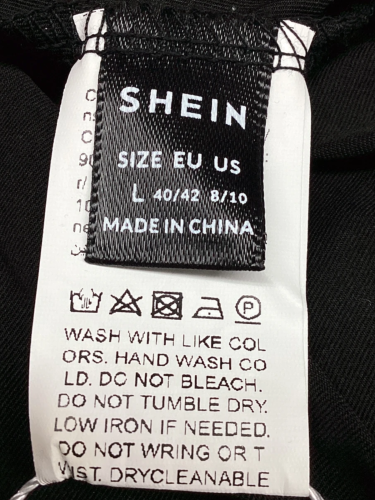 SHEIN
SIZE EU US
L 40/42 8/10
MADE IN CHINA
P
WASH WITH LIKE COL
ORS. HAND WASH CO
LD. DO NOT BLEACH.
DO NOT TUMBLE DRY.
LOW IRON IF NEEDED.
DO NOT WRING OR T
WIST. DRYCLEANABLE